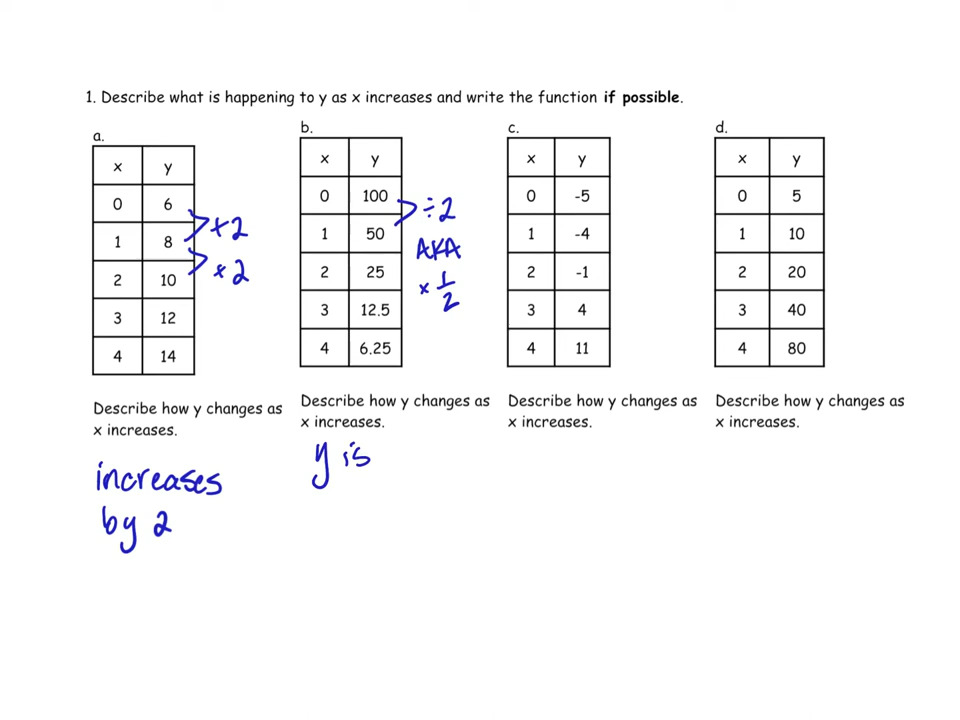 1. Describe what is happening to y as x increases and write the function if possible.
a.
x y
0 6
1 8
2 10
3 12
4 14
+2
+2
Describe how y changes as
x increases.
increases
by 2
b.
x y
0 100
1 50
2 25
3 12.5
4 6.25
÷2
AKA
× 1/2
Describe how y changes as
x increases.
y is
c.
x y
0 -5
1 -4
2 -1
3 4
4 11
Describe how y changes as
x increases.
d.
x y
0 5
1 10
2 20
3 40
4 80
Describe how y changes as
x increases.